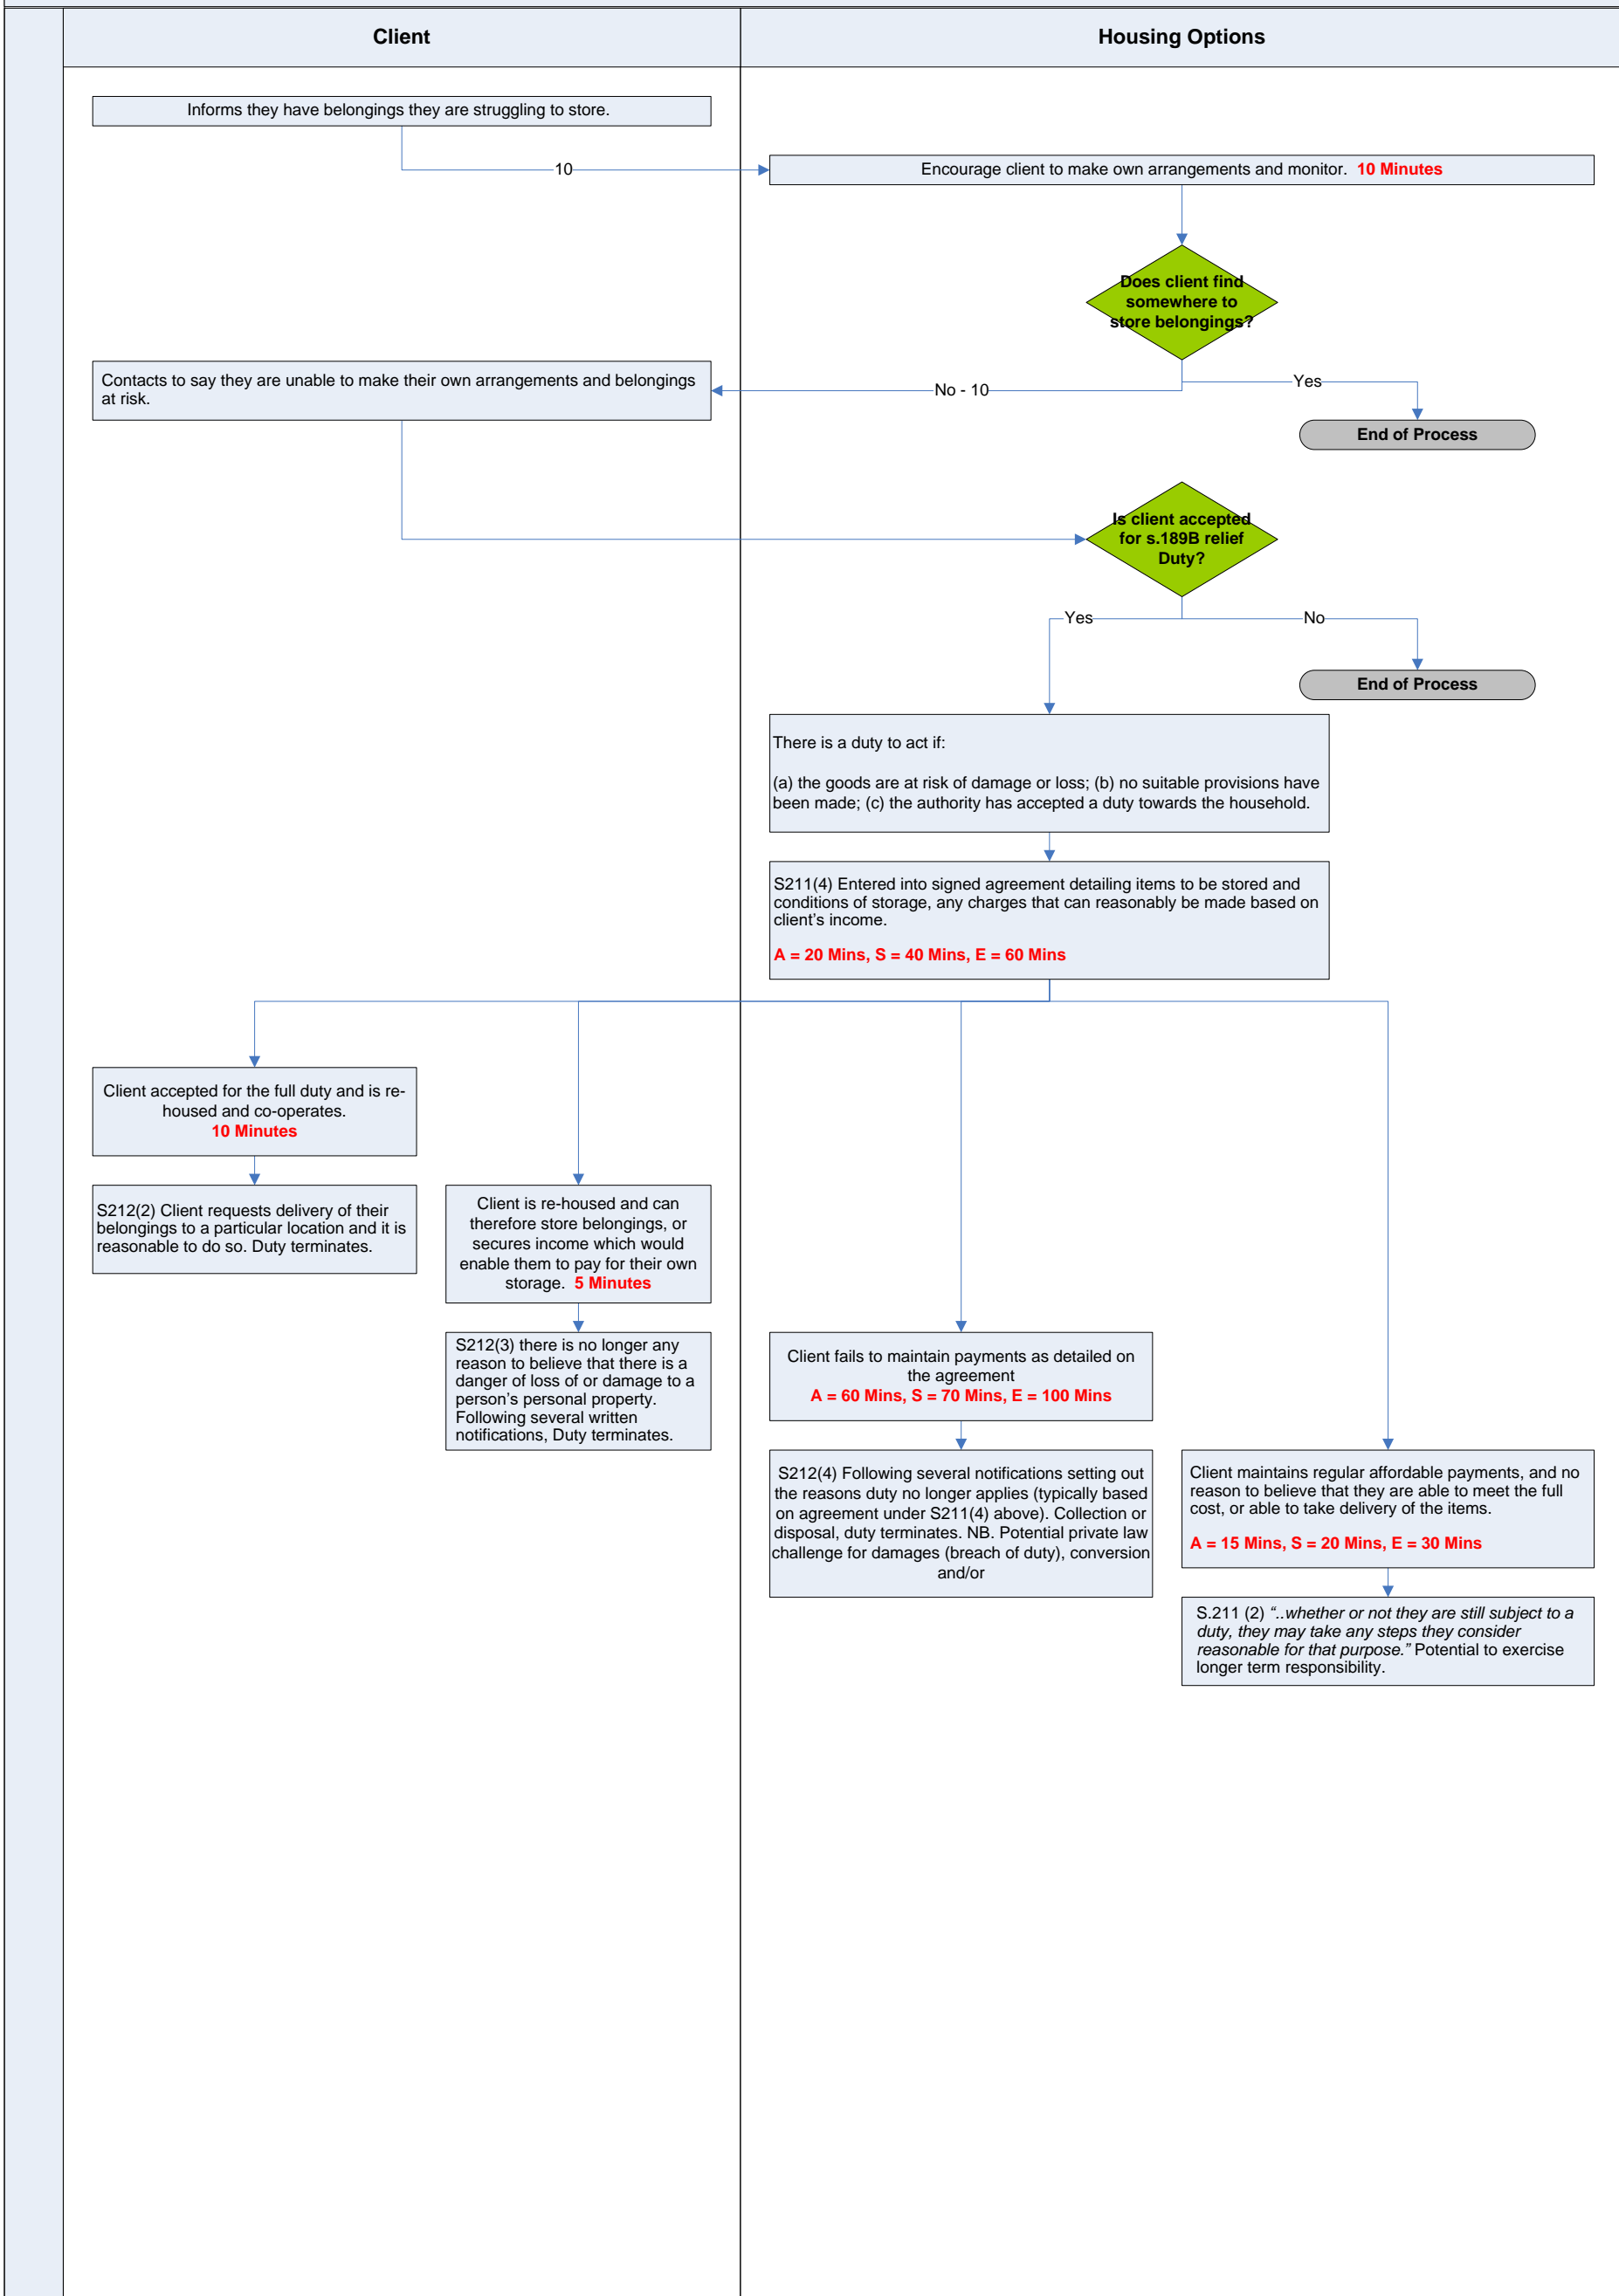 Client
Housing Options
Informs they have belongings they are struggling to store.
10
Encourage client to make own arrangements and monitor.  10 Minutes
Does client find
somewhere to
store belongings?
Contacts to say they are unable to make their own arrangements and belongings
at risk.
No - 10
Yes
End of Process
Is client accepted
for s.189B relief
Duty?
Yes
No
End of Process
There is a duty to act if:
(a) the goods are at risk of damage or loss; (b) no suitable provisions have
been made; (c) the authority has accepted a duty towards the household.
S211(4) Entered into signed agreement detailing items to be stored and
conditions of storage, any charges that can reasonably be made based on
client's income.
A = 20 Mins, S = 40 Mins, E = 60 Mins
Client accepted for the full duty and is re-
housed and co-operates.
10 Minutes
S212(2) Client requests delivery of their
belongings to a particular location and it is
reasonable to do so. Duty terminates.
Client is re-housed and can
therefore store belongings, or
secures income which would
enable them to pay for their own
storage.  5 Minutes
S212(3) there is no longer any
reason to believe that there is a
danger of loss of or damage to a
person's personal property.
Following several written
notifications, Duty terminates.
Client fails to maintain payments as detailed on
the agreement
A = 60 Mins, S = 70 Mins, E = 100 Mins
S212(4) Following several notifications setting out
the reasons duty no longer applies (typically based
on agreement under S211(4) above). Collection or
disposal, duty terminates. NB. Potential private law
challenge for damages (breach of duty), conversion
and/or
Client maintains regular affordable payments, and no
reason to believe that they are able to meet the full
cost, or able to take delivery of the items.
A = 15 Mins, S = 20 Mins, E = 30 Mins
S.211 (2) "..whether or not they are still subject to a
duty, they may take any steps they consider
reasonable for that purpose." Potential to exercise
longer term responsibility.